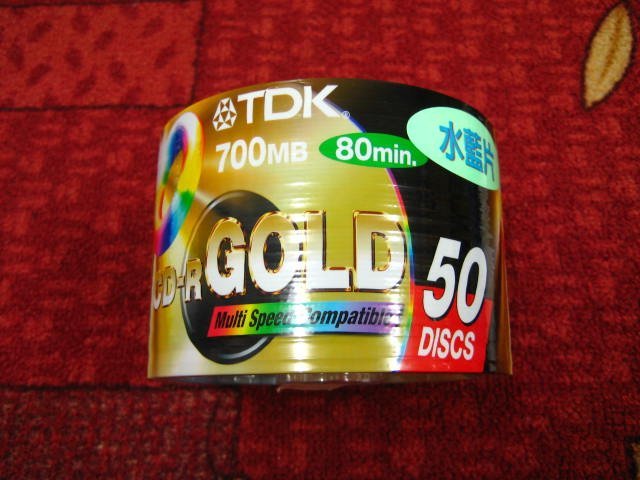 TDK
700MB 80min.
水藍片
CD-R GOLD
Multi Speed Compatible!
50
DISCS